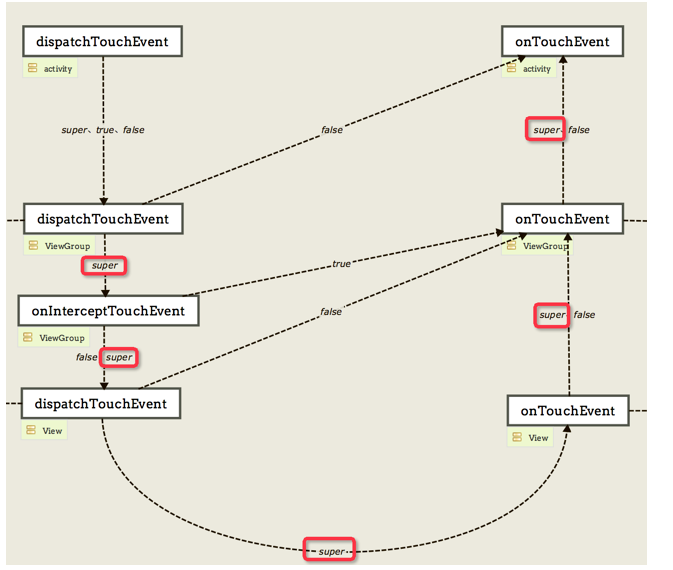 dispatchTouchEvent
onTouchEvent
activity
activity
super、true、false
false
super、false
dispatchTouchEvent
onTouchEvent
ViewGroup
ViewGroup
super
true
onInterceptTouchEvent
false
super、false
ViewGroup
false、super
dispatchTouchEvent
onTouchEvent
View
View
super